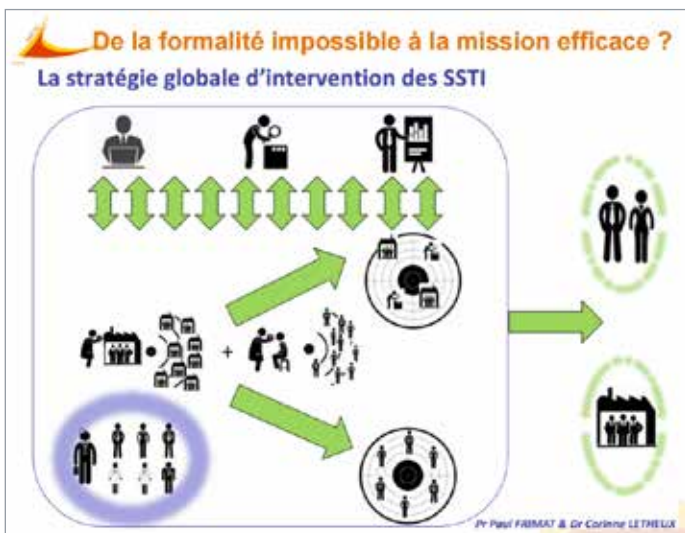 De la formalité impossible à la mission efficace ?
La stratégie globale d'intervention des SSTI
+
Pr Paul FRIMAT & Dr Corinne LETHEUX